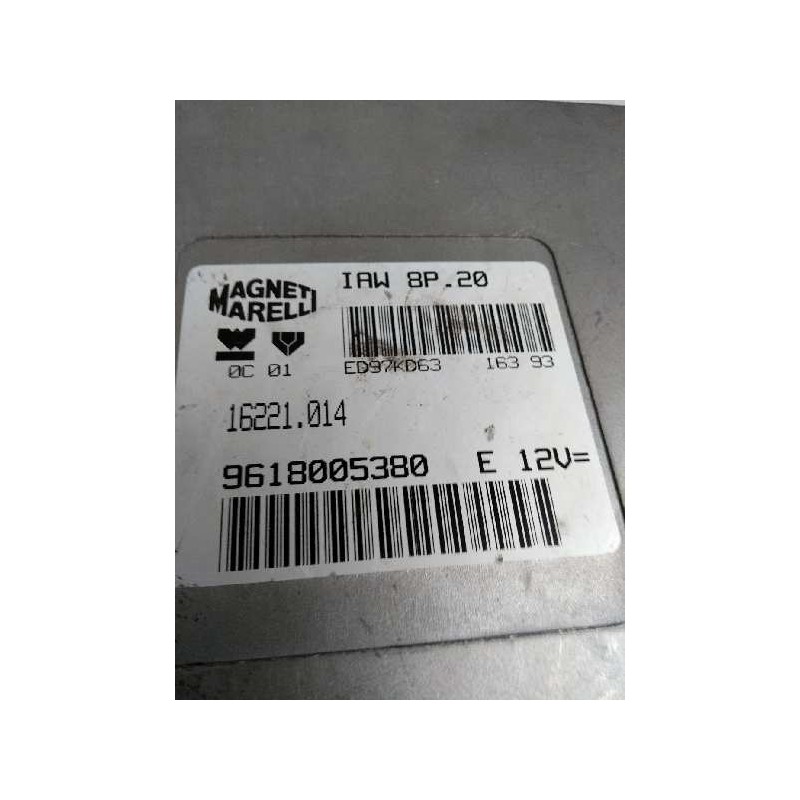 MAGNETI
MARELLI
IAW 8P.20
0C 01
ED97KD63 163 93
16221.014
9618005380 E 12V=